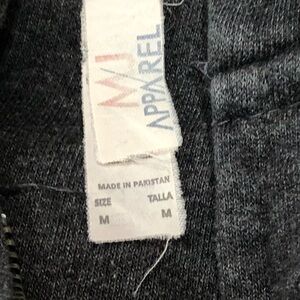 M/J
APPAREL
MADE IN PAKISTAN
SIZE TALLA
M M